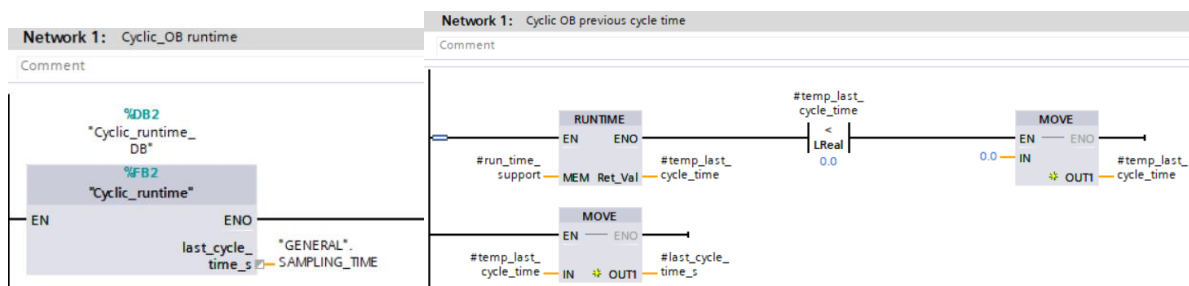 Network 1: Cyclic_OB runtime
Comment
%DB2
"Cyclic_runtime_
DB"
%FB2
"Cyclic_runtime"
EN
ENO
last_cycle_
time_s
"GENERAL".
SAMPLING_TIME
Network 1: Cyclic OB previous cycle time
Comment
RUNTIME
EN ENO
#run_time_
support
MEM Ret_Val
#temp_last_
cycle_time
#temp_last_
cycle_time
<
LReal
0.0
MOVE
EN ENO
0.0
IN
OUT1
#temp_last_
cycle_time
MOVE
EN ENO
#temp_last_
cycle_time
IN
OUT1
#last_cycle_
time_s